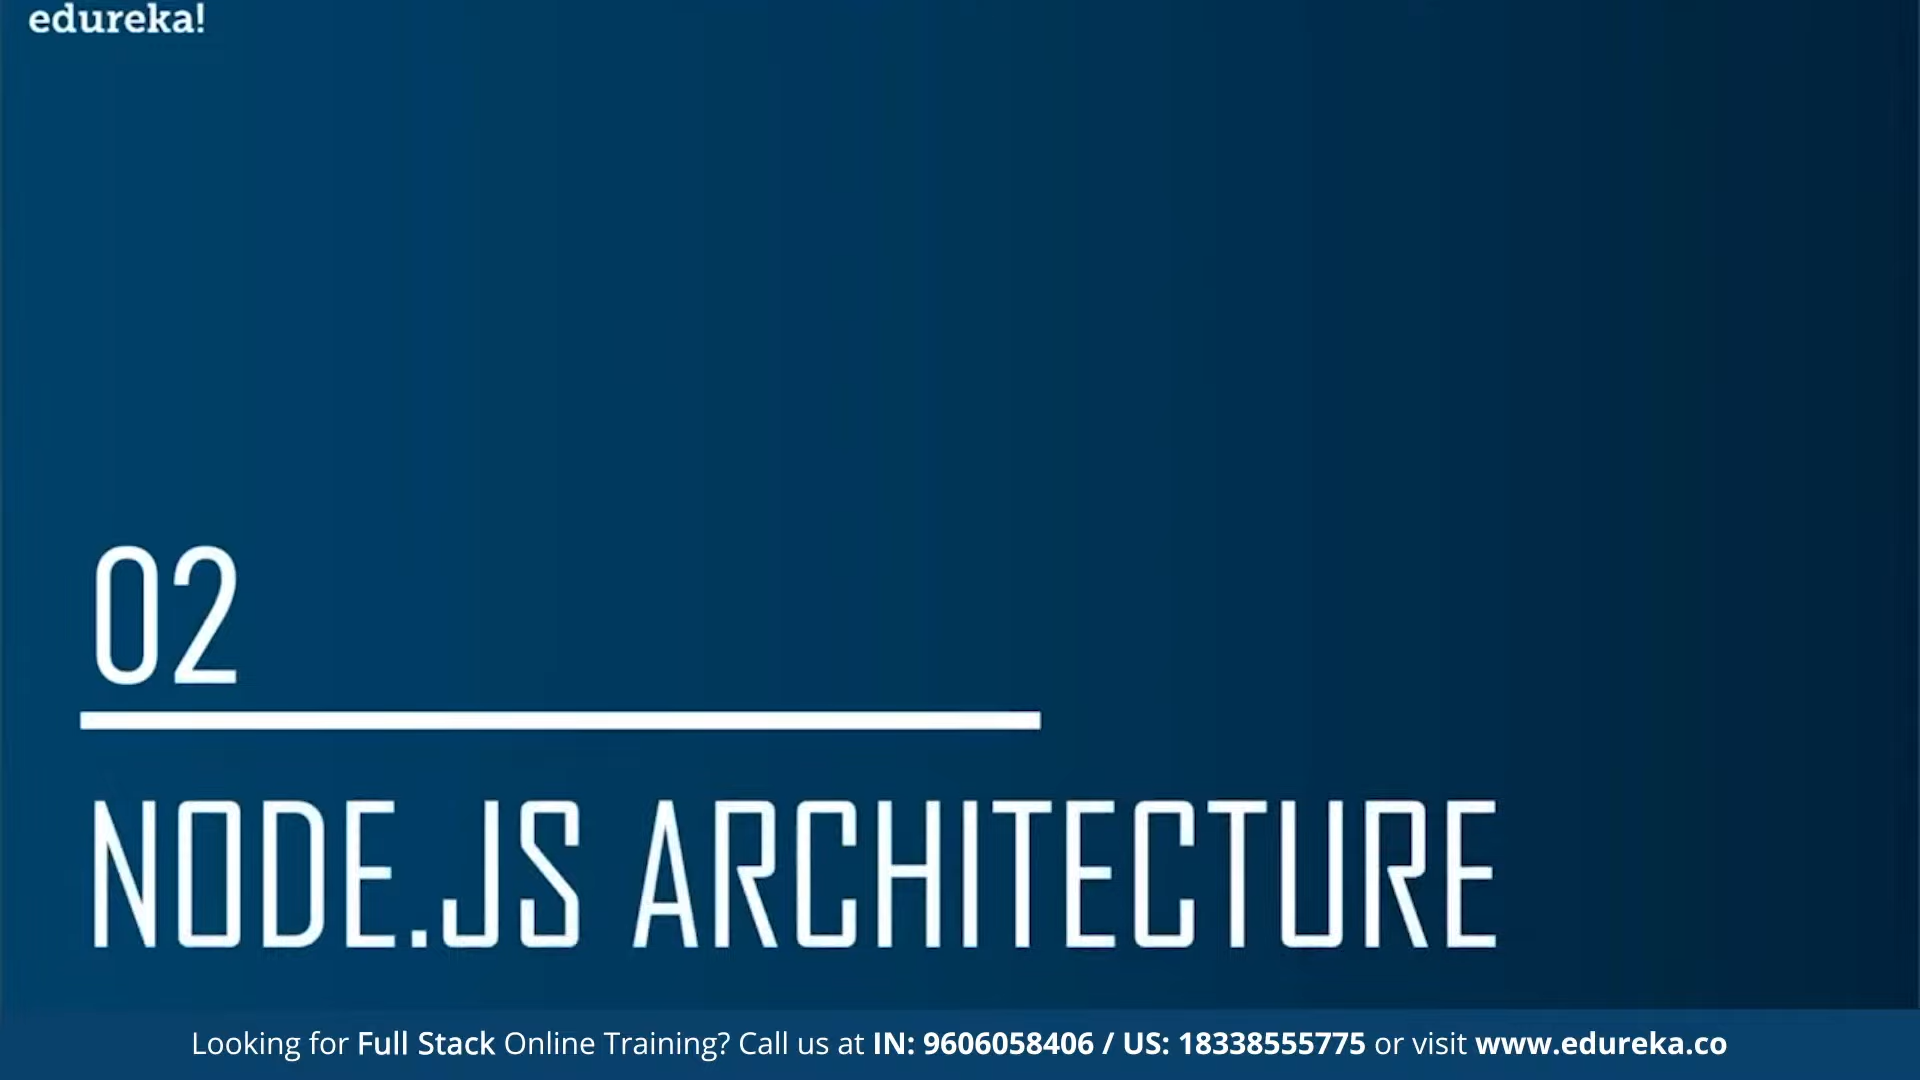 edureka!
02
NODE.JS ARCHITECTURE
Looking for Full Stack Online Training? Call us at IN: 9606058406 / US: 18338555775 or visit www.edureka.co